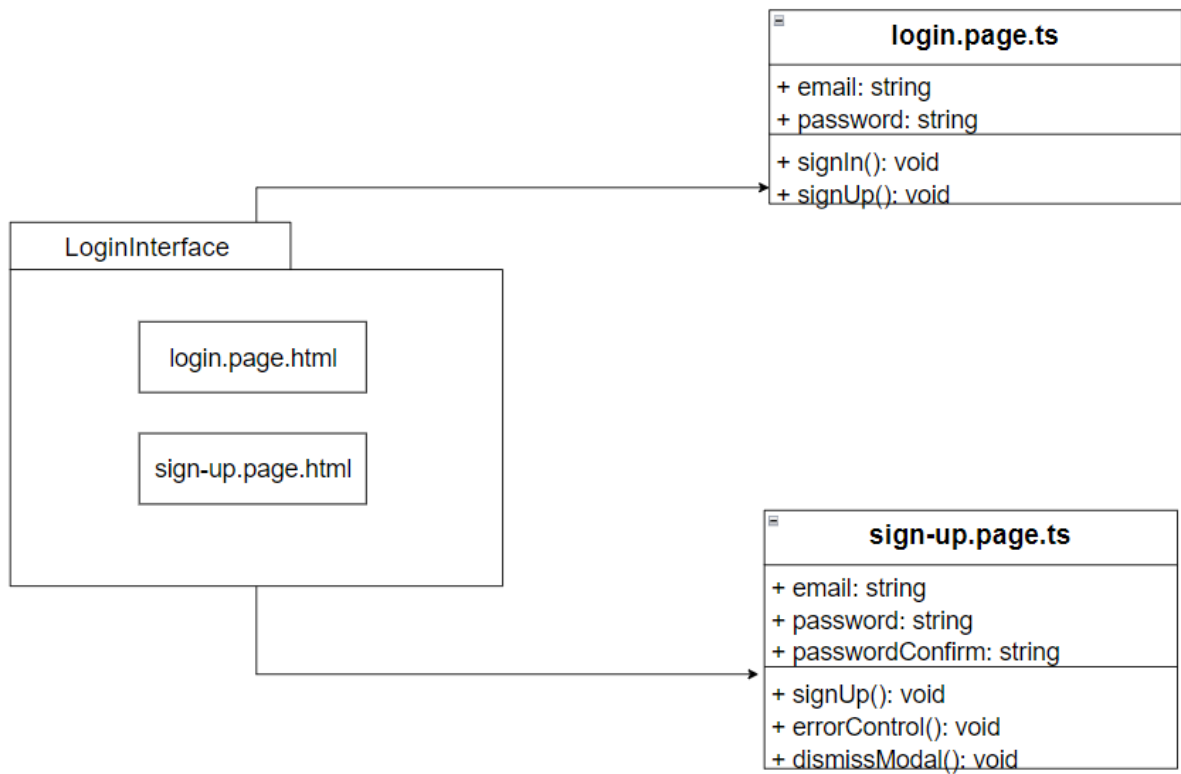 login.page.ts
+ email: string
+ password: string
+ signIn(): void
+ signUp(): void
LoginInterface
login.page.html
sign-up.page.html
sign-up.page.ts
+ email: string
+ password: string
+ passwordConfirm: string
+ signUp(): void
+ errorControl(): void
+ dismissModal(): void